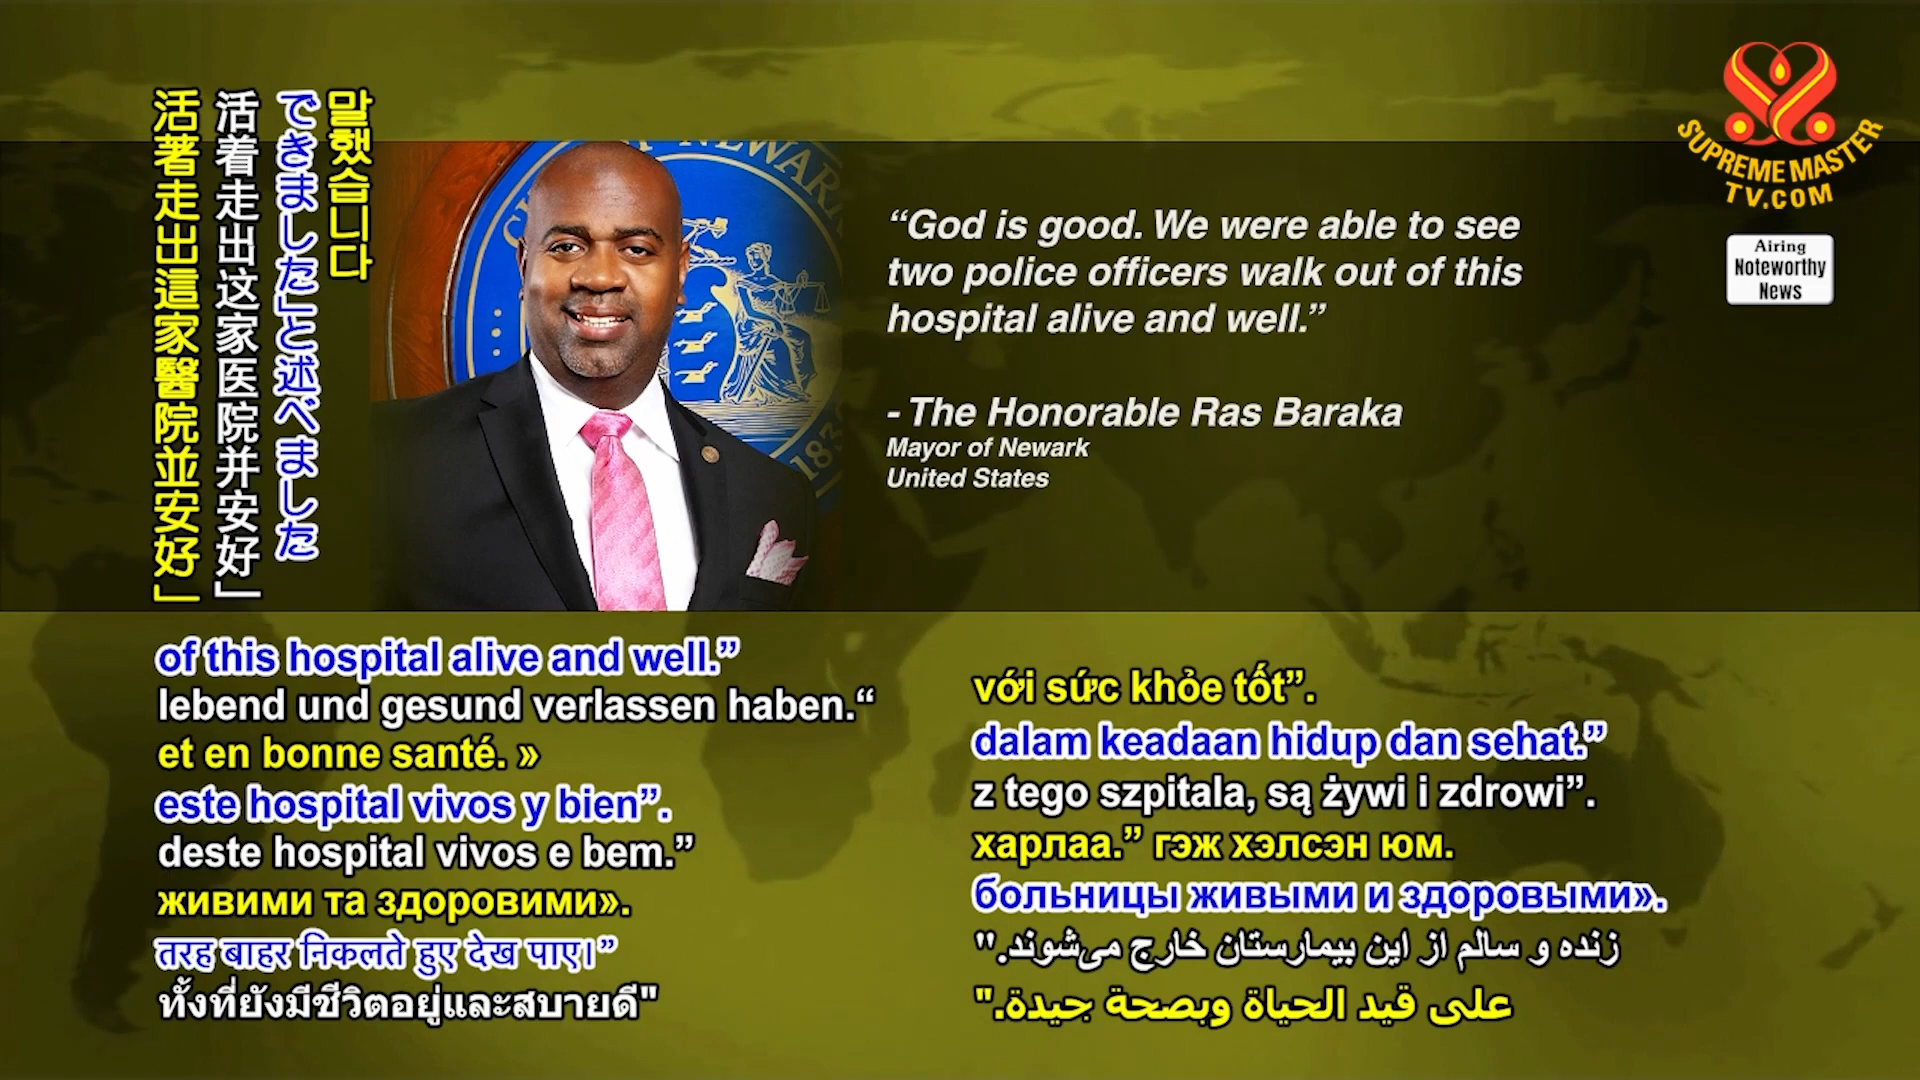 말했습니다
できました」と述べました
活着走出这家医院并安好」
活著走出這家醫院並安好」
NEWARK
183
“God is good. We were able to see
two police officers walk out of this
hospital alive and well.”
- The Honorable Ras Baraka
Mayor of Newark
United States
SUPREME MASTER
TV.COM
Airing
Noteworthy
News
of this hospital alive and well.”
lebend und gesund verlassen haben.“
et en bonne santé. »
este hospital vivos y bien”.
deste hospital vivos e bem.”
живими та здоровими».
तरह बाहर निकलते हुए देख पाए।”
ทั้งที่ยังมีชีวิตอยู่และสบายดี"
với sức khỏe tốt”.
dalam keadaan hidup dan sehat.”
z tego szpitala, są żywi i zdrowi”.
харлаа.” гэж хэлсэн юм.
больницы живыми и здоровыми».
زنده و سالم از این بیمارستان خارج می‌شوند."
على قيد الحياة وبصحة جيدة."